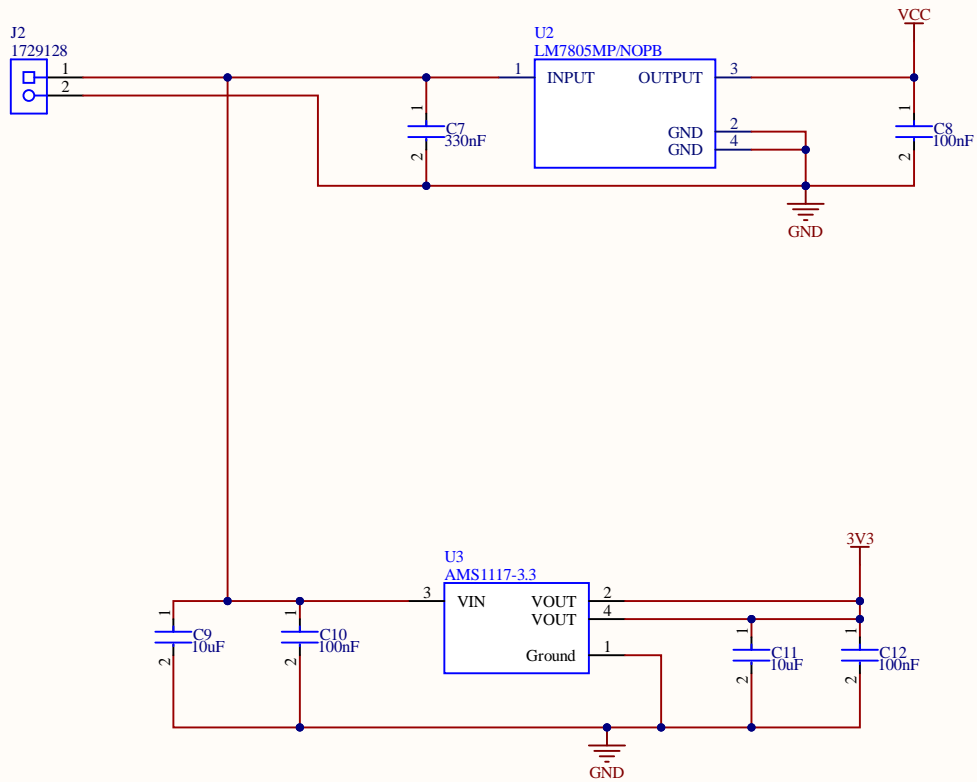 J2
1729128
1
2
U2
LM7805MP/NOPB
1
INPUT
OUTPUT
3
GND
2
GND
4
VCC
1
C7
330nF
2
1
C8
100nF
2
GND
U3
AMS1117-3.3
3
VIN
VOUT
2
VOUT
4
Ground
1
3V3
1
C9
10uF
2
1
C10
100nF
2
1
C11
10uF
2
1
C12
100nF
2
GND